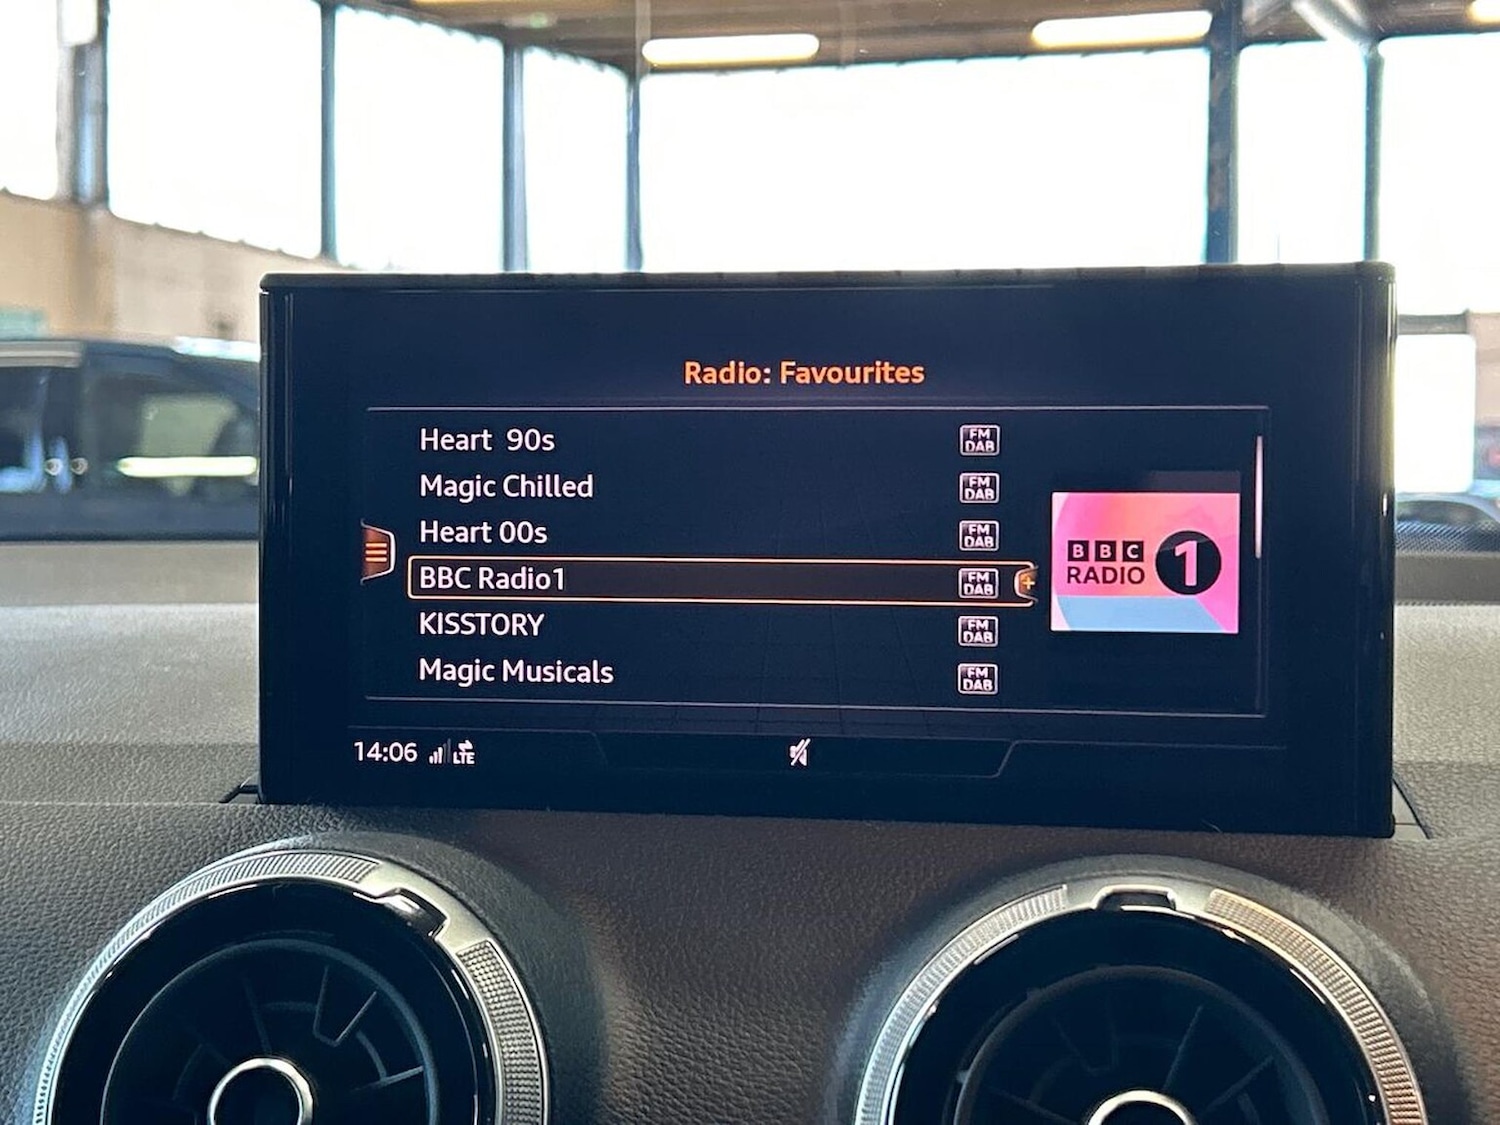 Radio: Favourites
Heart 90s FM DAB
Magic Chilled FM DAB
Heart 00s FM DAB
BBC Radio1 FM DAB
KISSTORY FM DAB
Magic Musicals FM DAB
BBC
RADIO 1
14:06 LTE